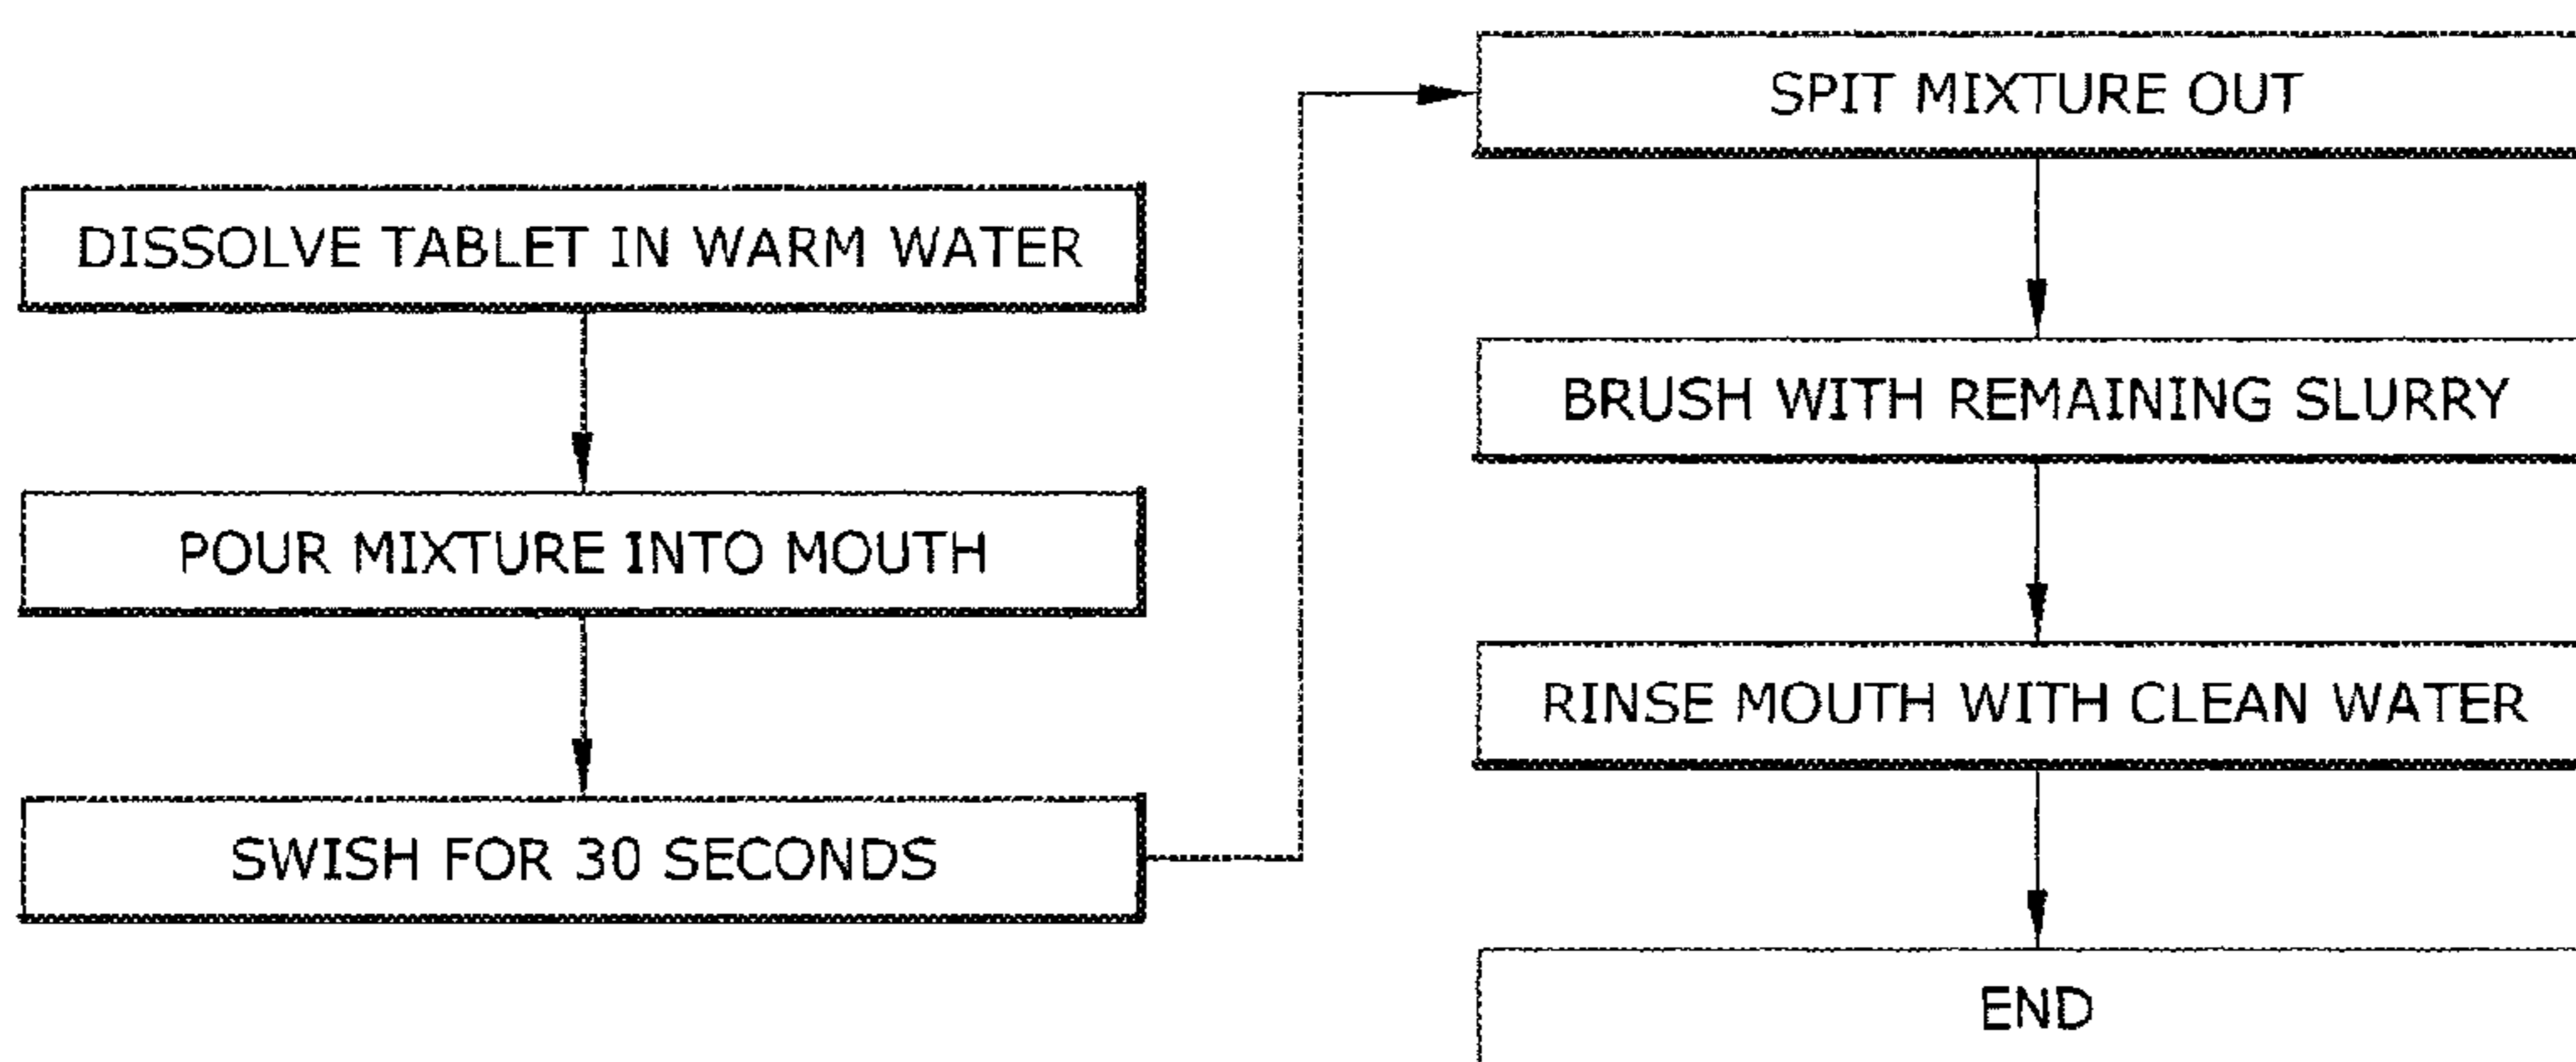 DISSOLVE TABLET IN WARM WATER
POUR MIXTURE INTO MOUTH
SWISH FOR 30 SECONDS
SPIT MIXTURE OUT
BRUSH WITH REMAINING SLURRY
RINSE MOUTH WITH CLEAN WATER
END